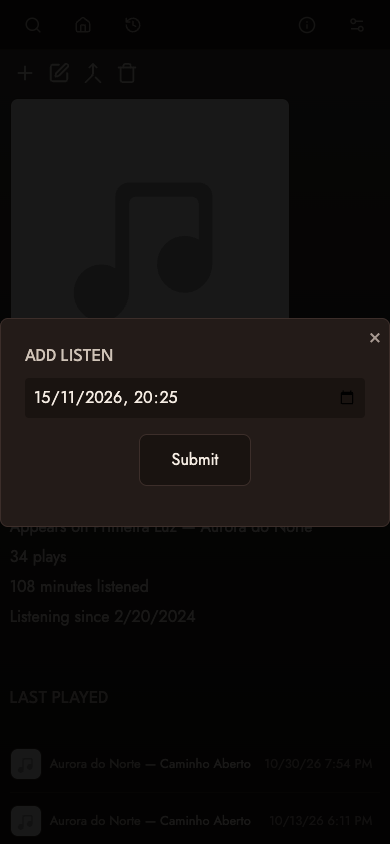 ×
ADD LISTEN
15/11/2026, 20:25
Submit
Appears on Primeira Luz — Aurora do Norte
34 plays
108 minutes listened
Listening since 2/20/2024
LAST PLAYED
Aurora do Norte — Caminho Aberto 10/30/26 7:54 PM
Aurora do Norte — Caminho Aberto 10/13/26 6:11 PM